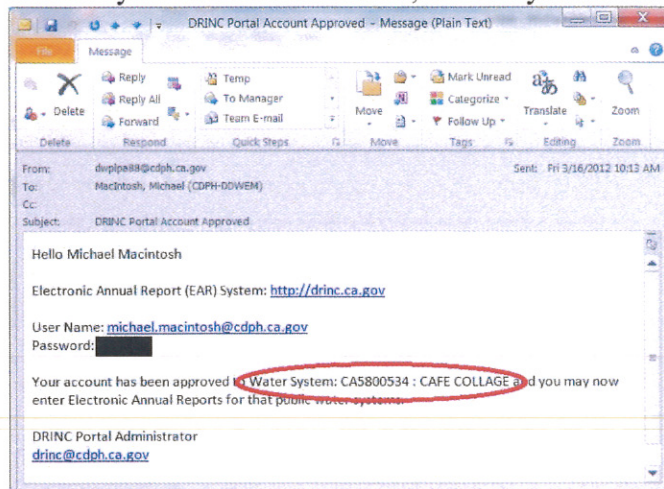 DRINC Portal Account Approved - Message (Plain Text)
File Message
Delete
Reply
Reply All
Forward
Temp
To Manager
Team E-mail
Move
Mark Unread
Categorize
Follow Up
Translate
Zoom
Delete Respond Quick Steps Move Tags Editing Zoom
From: dwpipa88@cdph.ca.gov Sent: Fri 3/16/2012 10:13 AM
To: MacIntosh, Michael (CDPH-DDWEM)
Cc:
Subject: DRINC Portal Account Approved
Hello Michael Macintosh
Electronic Annual Report (EAR) System: http://drinc.ca.gov
User Name: michael.macintosh@cdph.ca.gov
Password:
Your account has been approved to Water System: CA5800534 : CAFE COLLAGE and you may now
enter Electronic Annual Reports for that public water systems.
DRINC Portal Administrator
drinc@cdph.ca.gov